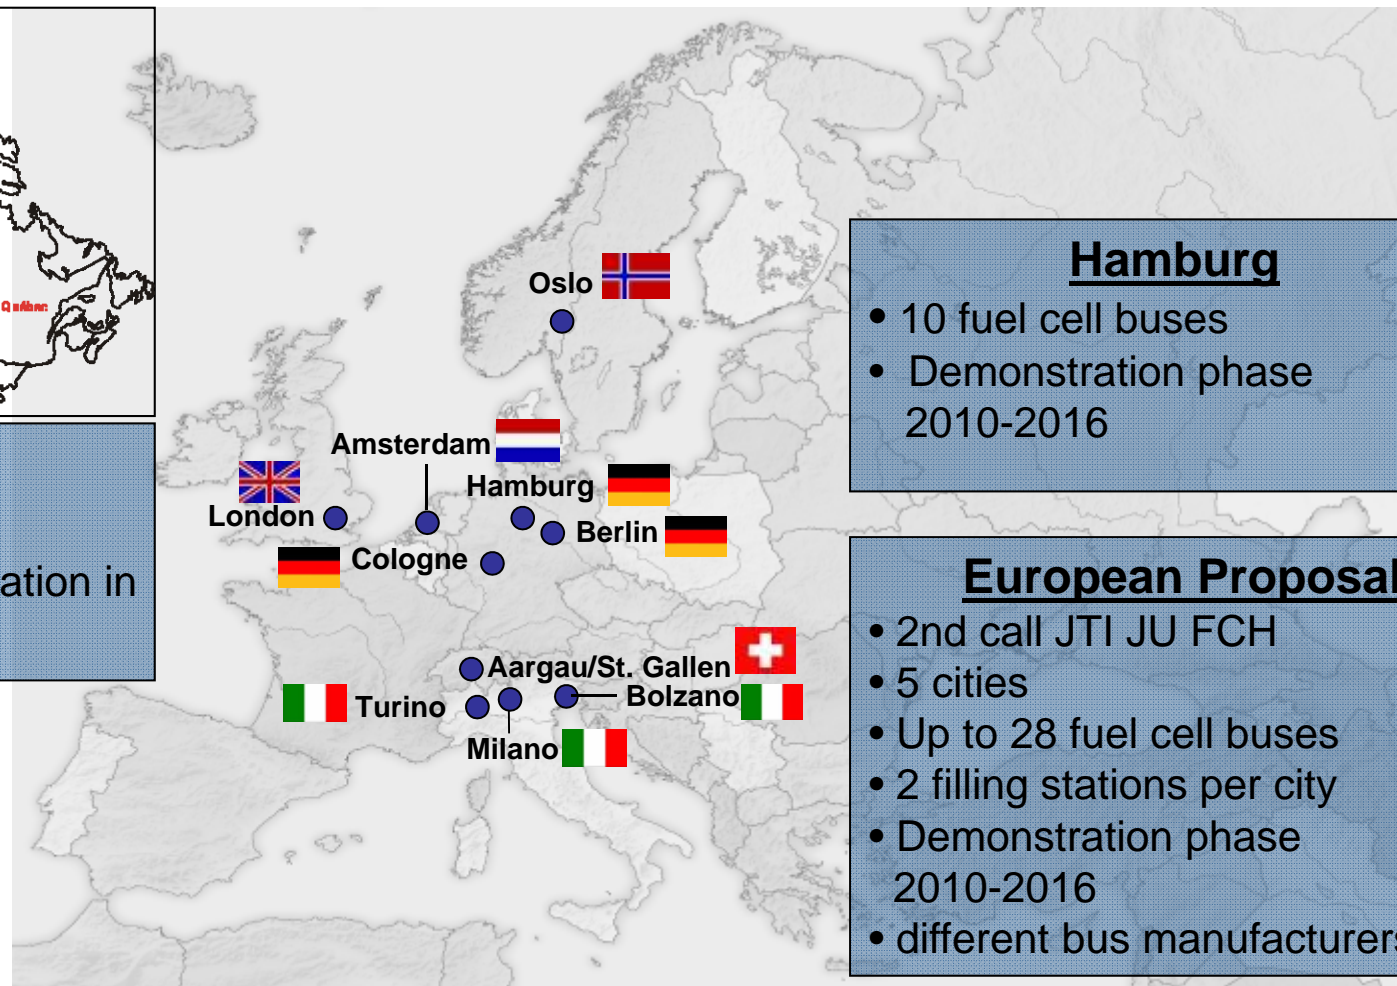 Québec
ation in
Oslo
Amsterdam
Hamburg
London
Berlin
Cologne
Aargau/St. Gallen
Bolzano
Turino
Milano
Hamburg
• 10 fuel cell buses
• Demonstration phase
2010-2016
European Proposal
• 2nd call JTI JU FCH
• 5 cities
• Up to 28 fuel cell buses
• 2 filling stations per city
• Demonstration phase
2010-2016
• different bus manufacturers